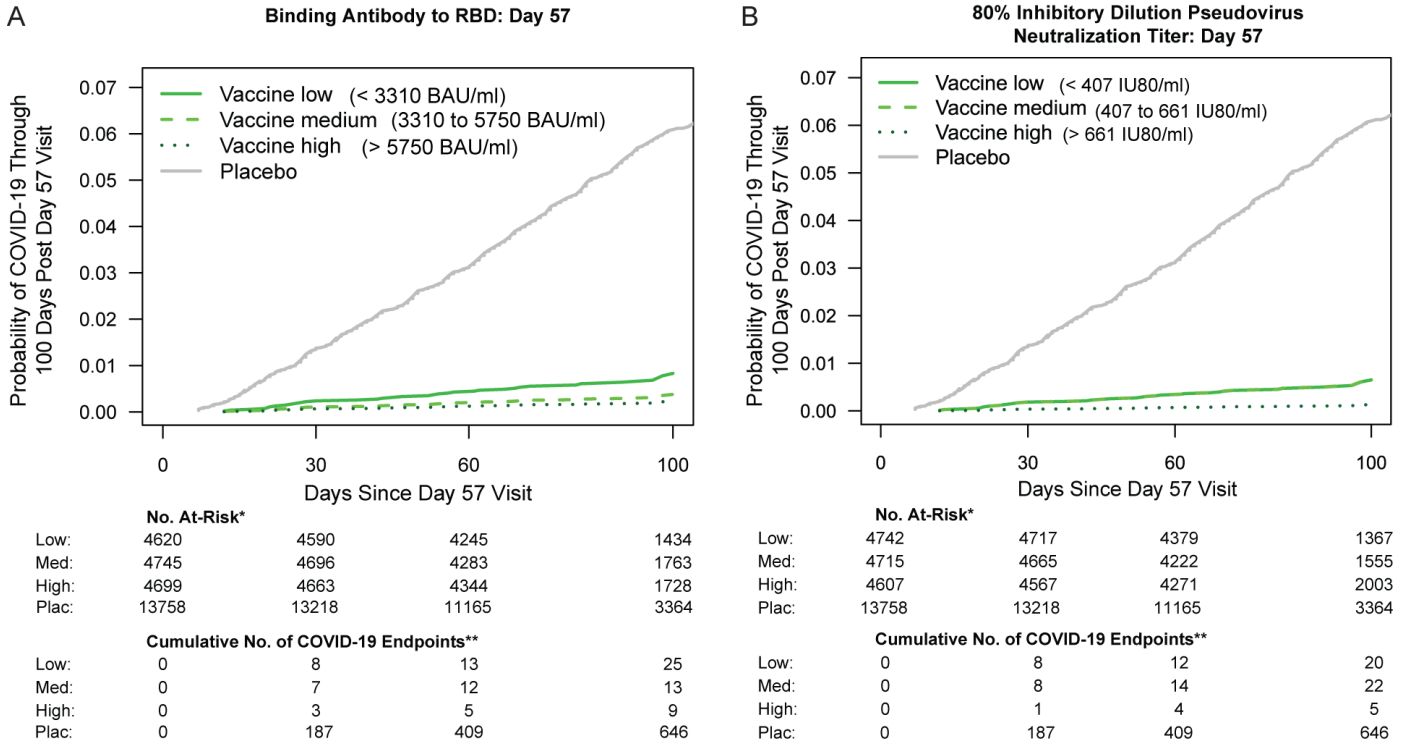 A
Binding Antibody to RBD: Day 57
Probability of COVID-19 Through
100 Days Post Day 57 Visit
0.07
0.06
0.05
0.04
0.03
0.02
0.01
0.00
Vaccine low (< 3310 BAU/ml)
Vaccine medium (3310 to 5750 BAU/ml)
Vaccine high (> 5750 BAU/ml)
Placebo
0 30 60 100
Days Since Day 57 Visit
No. At-Risk*
Low: 4620 4590 4245 1434
Med: 4745 4696 4283 1763
High: 4699 4663 4344 1728
Plac: 13758 13218 11165 3364
Cumulative No. of COVID-19 Endpoints**
Low: 0 8 13 25
Med: 0 7 12 13
High: 0 3 5 9
Plac: 0 187 409 646
B
80% Inhibitory Dilution Pseudovirus
Neutralization Titer: Day 57
Probability of COVID-19 Through
100 Days Post Day 57 Visit
0.07
0.06
0.05
0.04
0.03
0.02
0.01
0.00
Vaccine low (< 407 IU80/ml)
Vaccine medium (407 to 661 IU80/ml)
Vaccine high (> 661 IU80/ml)
Placebo
0 30 60 100
Days Since Day 57 Visit
No. At-Risk*
Low: 4742 4717 4379 1367
Med: 4715 4665 4222 1555
High: 4607 4567 4271 2003
Plac: 13758 13218 11165 3364
Cumulative No. of COVID-19 Endpoints**
Low: 0 8 12 20
Med: 0 8 14 22
High: 0 1 4 5
Plac: 0 187 409 646